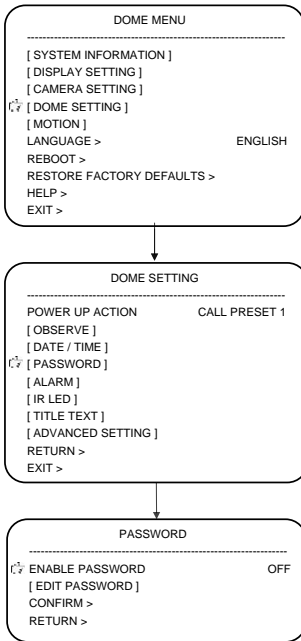 DOME MENU
[ SYSTEM INFORMATION ]
[ DISPLAY SETTING ]
[ CAMERA SETTING ]
[ DOME SETTING ]
[ MOTION ]
LANGUAGE > ENGLISH
REBOOT >
RESTORE FACTORY DEFAULTS >
HELP >
EXIT >
DOME SETTING
POWER UP ACTION CALL PRESET 1
[ OBSERVE ]
[ DATE / TIME ]
[ PASSWORD ]
[ ALARM ]
[ IR LED ]
[ TITLE TEXT ]
[ ADVANCED SETTING ]
RETURN >
EXIT >
PASSWORD
ENABLE PASSWORD OFF
[ EDIT PASSWORD ]
CONFIRM >
RETURN >